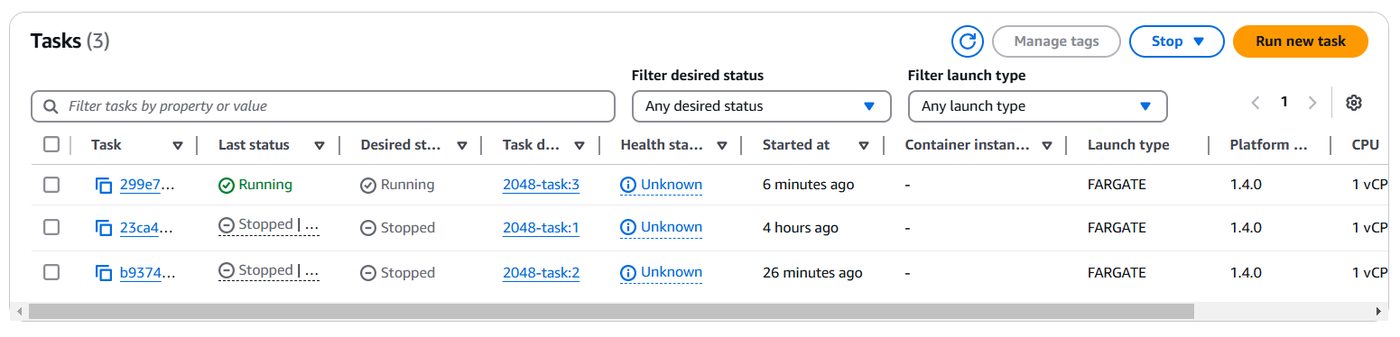 Tasks (3)
Manage tags
Stop
Run new task
Filter desired status
Filter launch type
Filter tasks by property or value
Any desired status
Any launch type
1
Task Last status Desired st... Task d... Health sta... Started at Container instan... Launch type Platform ... CPU
299e7... Running Running 2048-task:3 Unknown 6 minutes ago - FARGATE 1.4.0 1 vCP
23ca4... Stopped | ... Stopped 2048-task:1 Unknown 4 hours ago - FARGATE 1.4.0 1 vCP
b9374... Stopped | ... Stopped 2048-task:2 Unknown 26 minutes ago - FARGATE 1.4.0 1 vCP